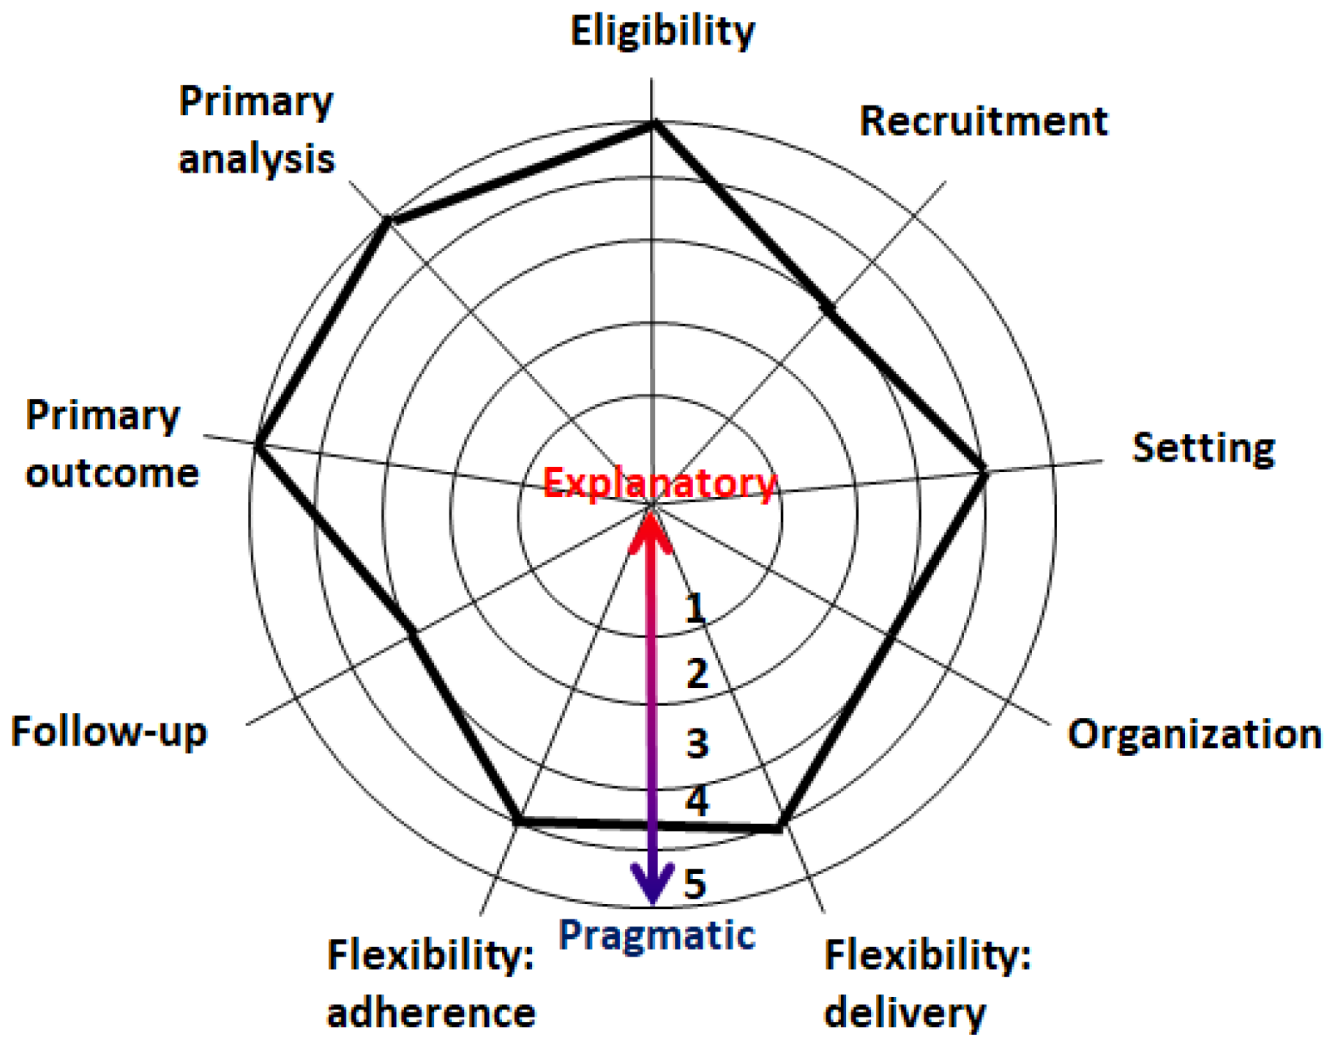 Eligibility
Primary
analysis
Recruitment
Primary
outcome
Setting
Explanatory
1
2
3
4
5
Follow-up
Organization
Pragmatic
Flexibility:
adherence
Flexibility:
delivery